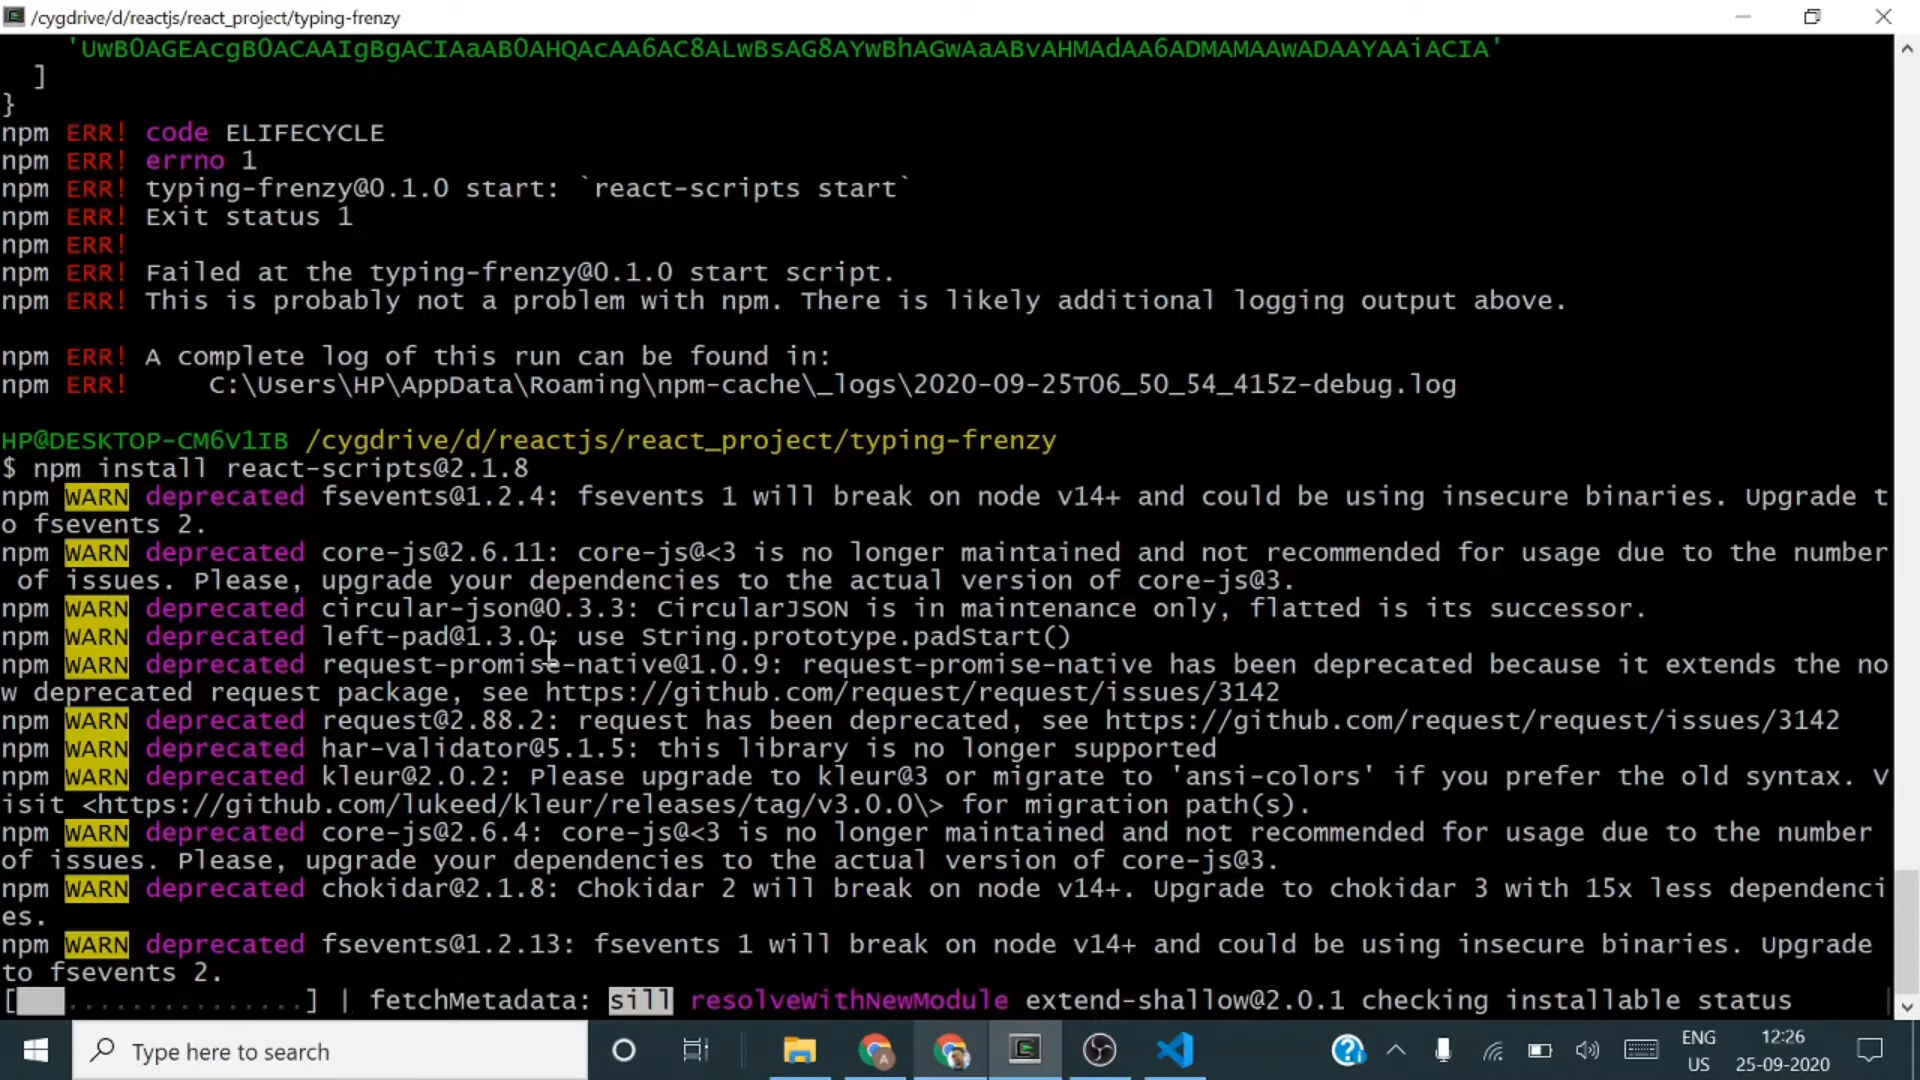 /cygdrive/d/reactjs/react_project/typing-frenzy
'UwB0AGEAcgB0ACAAIgBgACIAaAB0AHQAcAA6AC8ALwBsAG8AYwBhAGwAaABvAHMAdAA6ADMAMAAwADAAYAAiACIA'
]
}
npm ERR! code ELIFECYCLE
npm ERR! errno 1
npm ERR! typing-frenzy@0.1.0 start: `react-scripts start`
npm ERR! Exit status 1
npm ERR!
npm ERR! Failed at the typing-frenzy@0.1.0 start script.
npm ERR! This is probably not a problem with npm. There is likely additional logging output above.
npm ERR! A complete log of this run can be found in:
npm ERR!     C:\Users\HP\AppData\Roaming\npm-cache\_logs\2020-09-25T06_50_54_415Z-debug.log
HP@DESKTOP-CM6V1IB /cygdrive/d/reactjs/react_project/typing-frenzy
$ npm install react-scripts@2.1.8
npm WARN deprecated fsevents@1.2.4: fsevents 1 will break on node v14+ and could be using insecure binaries. Upgrade t
o fsevents 2.
npm WARN deprecated core-js@2.6.11: core-js@<3 is no longer maintained and not recommended for usage due to the number
of issues. Please, upgrade your dependencies to the actual version of core-js@3.
npm WARN deprecated circular-json@0.3.3: CircularJSON is in maintenance only, flatted is its successor.
npm WARN deprecated left-pad@1.3.0: use String.prototype.padStart()
npm WARN deprecated request-promise-native@1.0.9: request-promise-native has been deprecated because it extends the no
w deprecated request package, see https://github.com/request/request/issues/3142
npm WARN deprecated request@2.88.2: request has been deprecated, see https://github.com/request/request/issues/3142
npm WARN deprecated har-validator@5.1.5: this library is no longer supported
npm WARN deprecated kleur@2.0.2: Please upgrade to kleur@3 or migrate to 'ansi-colors' if you prefer the old syntax. V
isit <https://github.com/lukeed/kleur/releases/tag/v3.0.0\> for migration path(s).
npm WARN deprecated core-js@2.6.4: core-js@<3 is no longer maintained and not recommended for usage due to the number
of issues. Please, upgrade your dependencies to the actual version of core-js@3.
npm WARN deprecated chokidar@2.1.8: Chokidar 2 will break on node v14+. Upgrade to chokidar 3 with 15x less dependenci
es.
npm WARN deprecated fsevents@1.2.13: fsevents 1 will break on node v14+ and could be using insecure binaries. Upgrade
to fsevents 2.
[   ...............] | fetchMetadata: sill resolveWithNewModule extend-shallow@2.0.1 checking installable status
Type here to search
ENG
US
12:26
25-09-2020